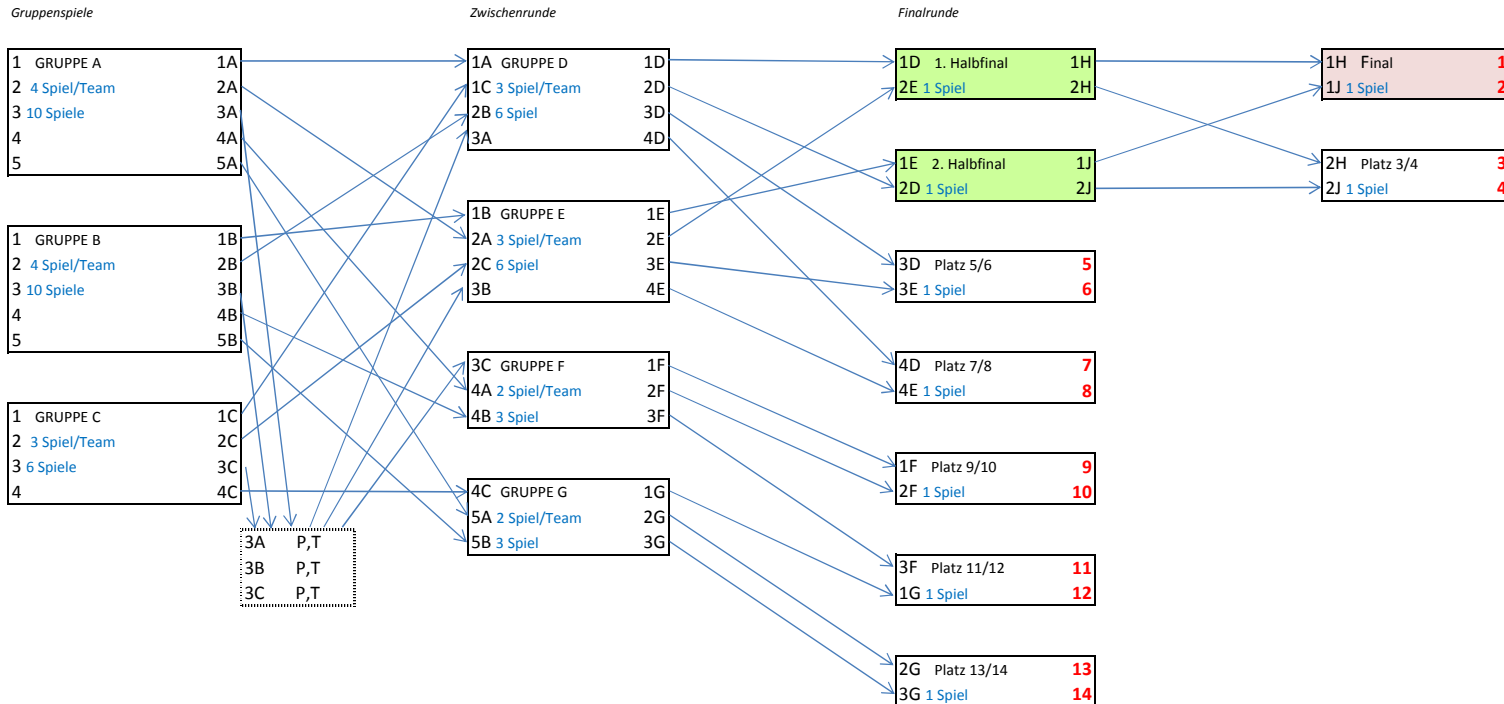 Gruppenspiele
1 GRUPPE A 1A
2 4 Spiel/Team 2A
3 10 Spiele 3A
4 4A
5 5A
1 GRUPPE B 1B
2 4 Spiel/Team 2B
3 10 Spiele 3B
4 4B
5 5B
1 GRUPPE C 1C
2 3 Spiel/Team 2C
3 6 Spiele 3C
4 4C
3A P,T
3B P,T
3C P,T
Zwischenrunde
1A GRUPPE D 1D
1C 3 Spiel/Team 2D
2B 6 Spiel 3D
3A 4D
1B GRUPPE E 1E
2A 3 Spiel/Team 2E
2C 6 Spiel 3E
3B 4E
3C GRUPPE F 1F
4A 2 Spiel/Team 2F
4B 3 Spiel 3F
4C GRUPPE G 1G
5A 2 Spiel/Team 2G
5B 3 Spiel 3G
Finalrunde
1D 1. Halbfinal 1H
2E 1 Spiel 2H
1E 2. Halbfinal 1J
2D 1 Spiel 2J
3D Platz 5/6 5
3E 1 Spiel 6
4D Platz 7/8 7
4E 1 Spiel 8
1F Platz 9/10 9
2F 1 Spiel 10
3F Platz 11/12 11
1G 1 Spiel 12
2G Platz 13/14 13
3G 1 Spiel 14
1H Final 1
1J 1 Spiel 2
2H Platz 3/4 3
2J 1 Spiel 4